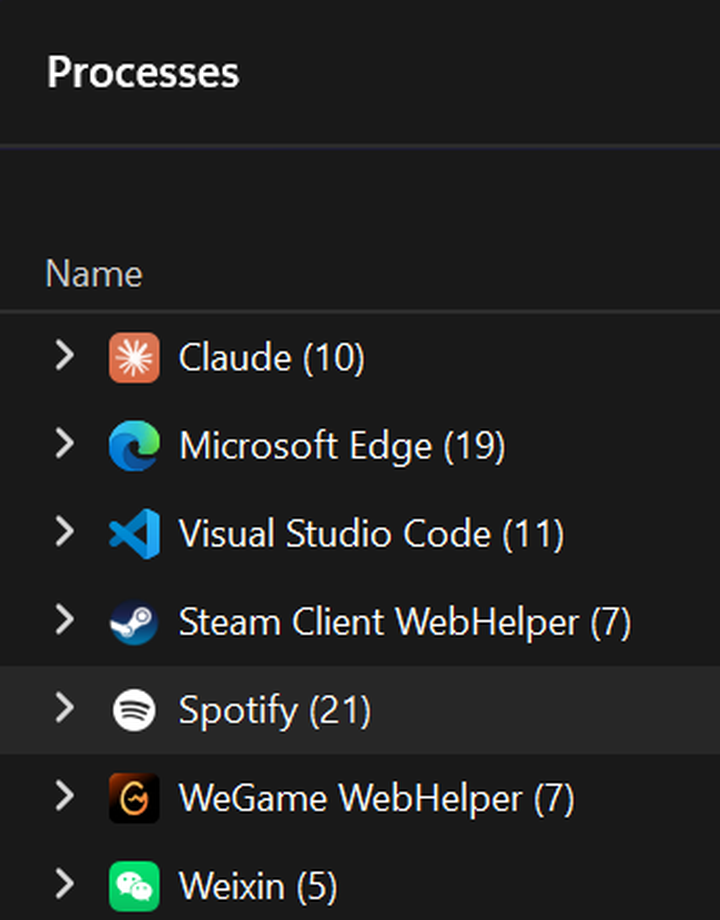 Processes
Name
Claude (10)
Microsoft Edge (19)
Visual Studio Code (11)
Steam Client WebHelper (7)
Spotify (21)
WeGame WebHelper (7)
Weixin (5)